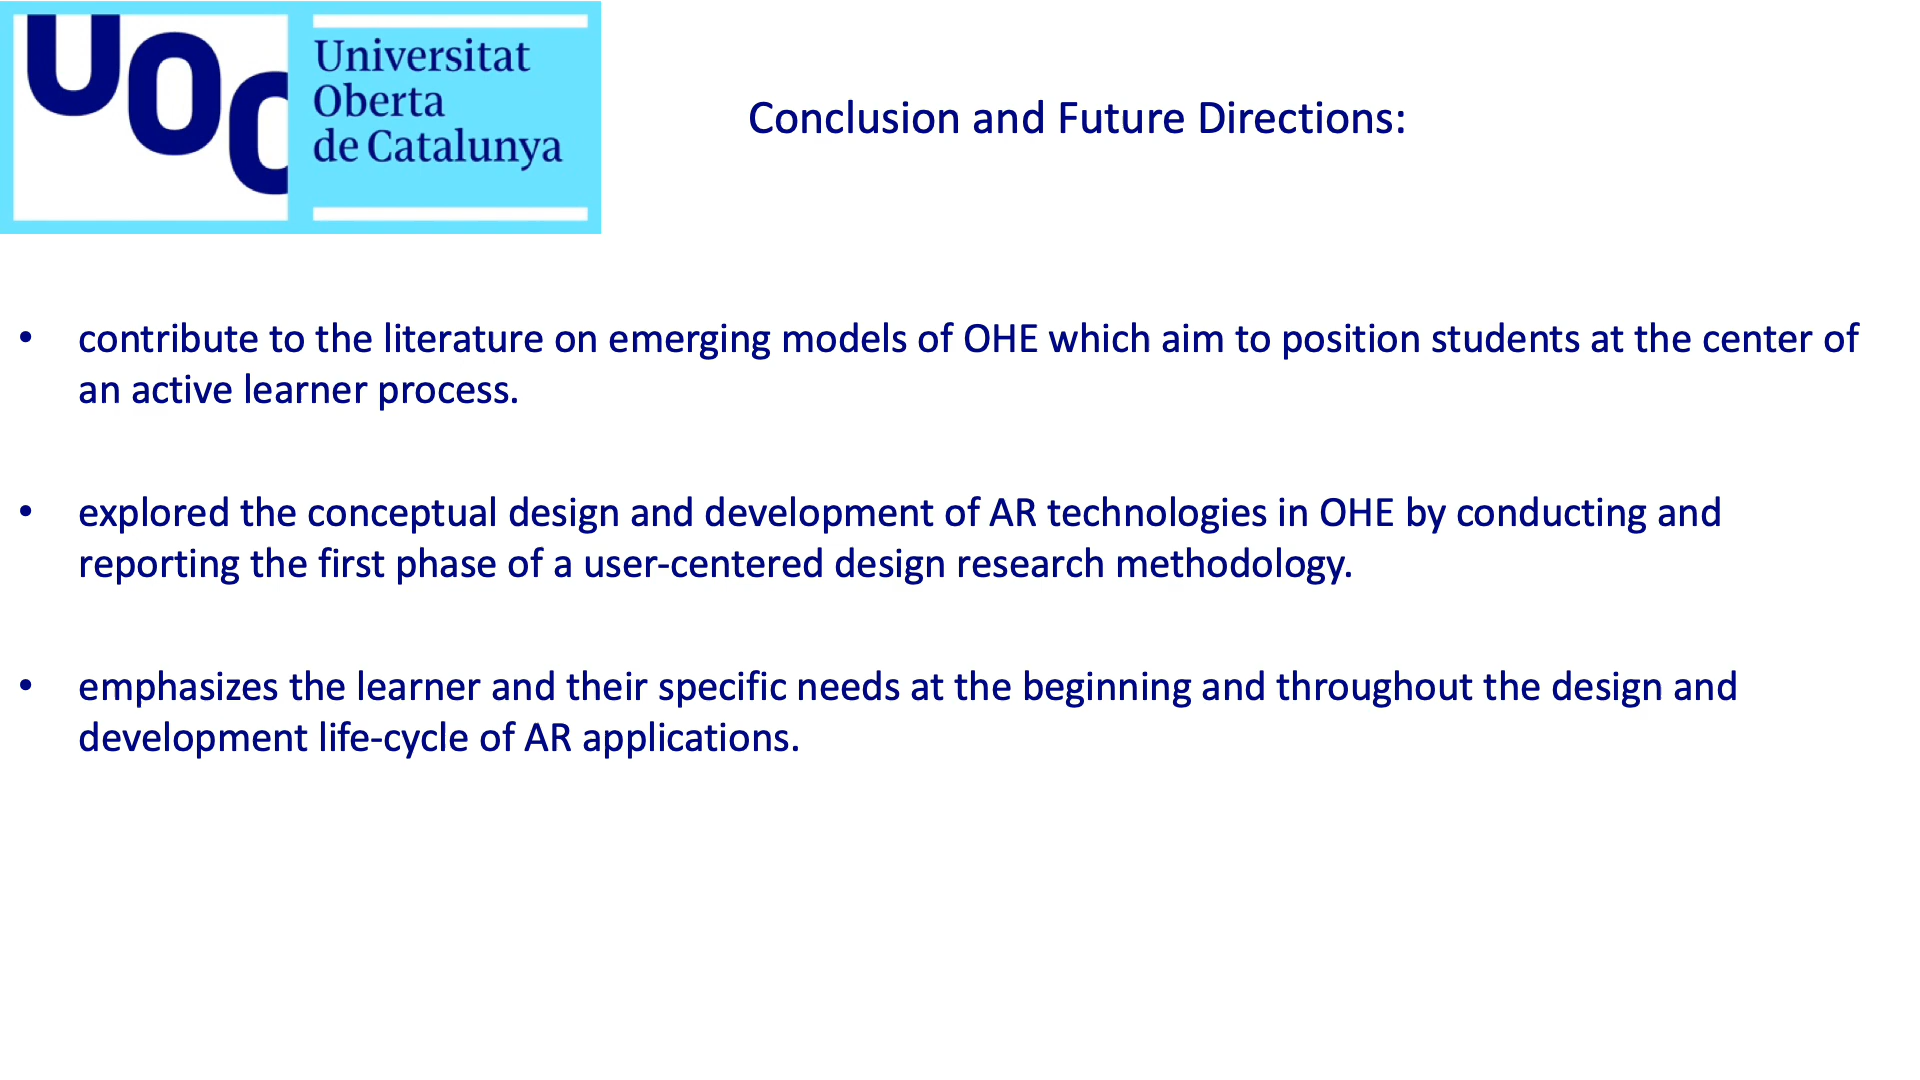 UOC
Universitat
Oberta
de Catalunya
Conclusion and Future Directions:
• contribute to the literature on emerging models of OHE which aim to position students at the center of
an active learner process.
• explored the conceptual design and development of AR technologies in OHE by conducting and
reporting the first phase of a user-centered design research methodology.
• emphasizes the learner and their specific needs at the beginning and throughout the design and
development life-cycle of AR applications.